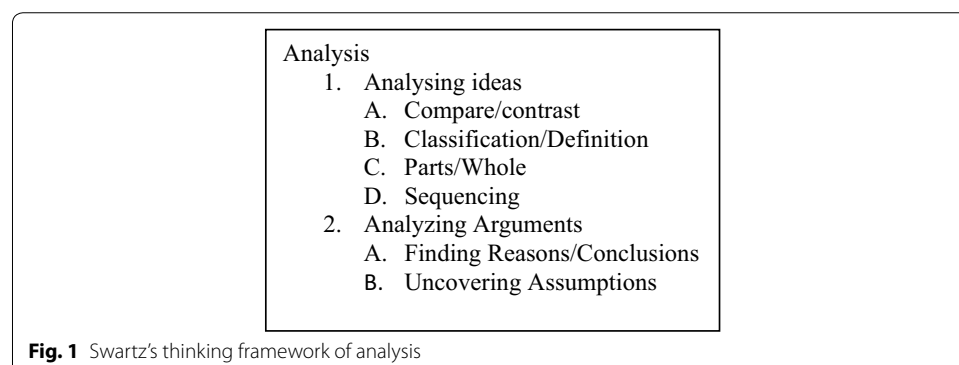 Analysis
1. Analysing ideas
A. Compare/contrast
B. Classification/Definition
C. Parts/Whole
D. Sequencing
2. Analyzing Arguments
A. Finding Reasons/Conclusions
B. Uncovering Assumptions
Fig. 1 Swartz's thinking framework of analysis